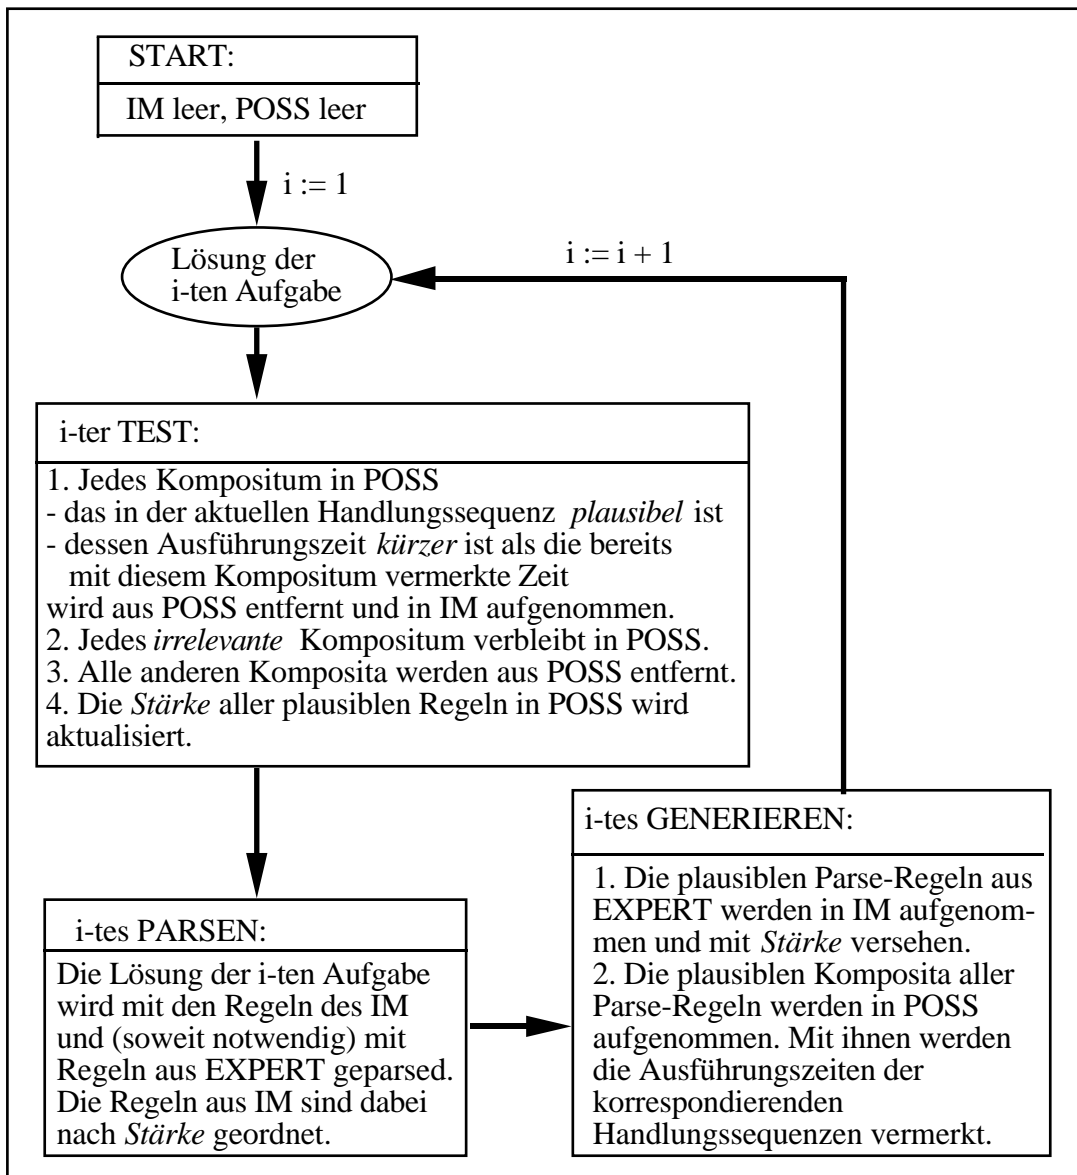 START:
IM leer, POSS leer
i := 1
Lösung der
i-ten Aufgabe
i := i + 1
i-ter TEST:
1. Jedes Kompositum in POSS
- das in der aktuellen Handlungssequenz plausibel ist
- dessen Ausführungszeit kürzer ist als die bereits
mit diesem Kompositum vermerkte Zeit
wird aus POSS entfernt und in IM aufgenommen.
2. Jedes irrelevante Kompositum verbleibt in POSS.
3. Alle anderen Komposita werden aus POSS entfernt.
4. Die Stärke aller plausiblen Regeln in POSS wird
aktualisiert.
i-tes PARSEN:
Die Lösung der i-ten Aufgabe
wird mit den Regeln des IM
und (soweit notwendig) mit
Regeln aus EXPERT geparsed.
Die Regeln aus IM sind dabei
nach Stärke geordnet.
i-tes GENERIEREN:
1. Die plausiblen Parse-Regeln aus
EXPERT werden in IM aufgenom-
men und mit Stärke versehen.
2. Die plausiblen Komposita aller
Parse-Regeln werden in POSS
aufgenommen. Mit ihnen werden
die Ausführungszeiten der
korrespondierenden
Handlungssequenzen vermerkt.